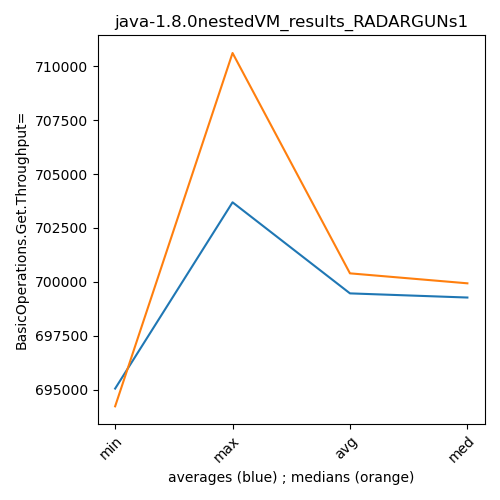 java-1.8.0nestedVM_results_RADARGUNs1
BasicOperations.Get.Throughput=
710000
707500
705000
702500
700000
697500
695000
min
max
avg
med
averages (blue) ; medians (orange)